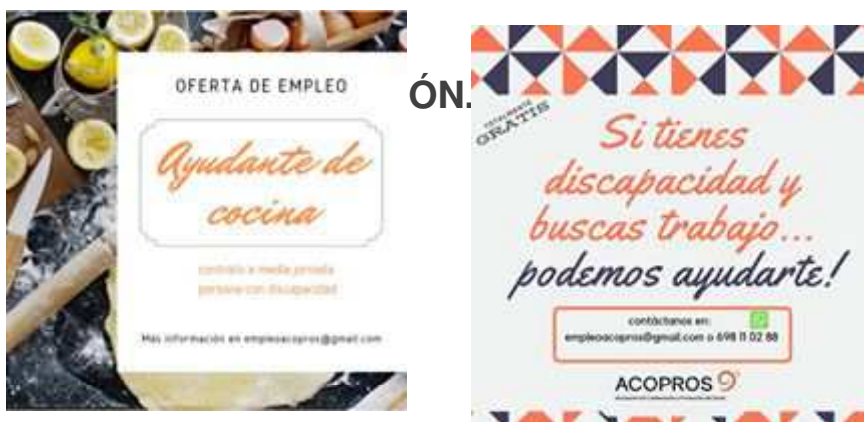 OFERTA DE EMPLEO
Ayudante de
cocina
contrato a media jornada
persona con discapacidad
Más información en empleoacopros@gmail.com
ÓN.
TOTALMENTE
GRATIS
Si tienes
discapacidad y
buscas trabajo...
podemos ayudarte!
contáctanos en:
empleoacopros@gmail.com o 698 11 02 88
ACOPROS